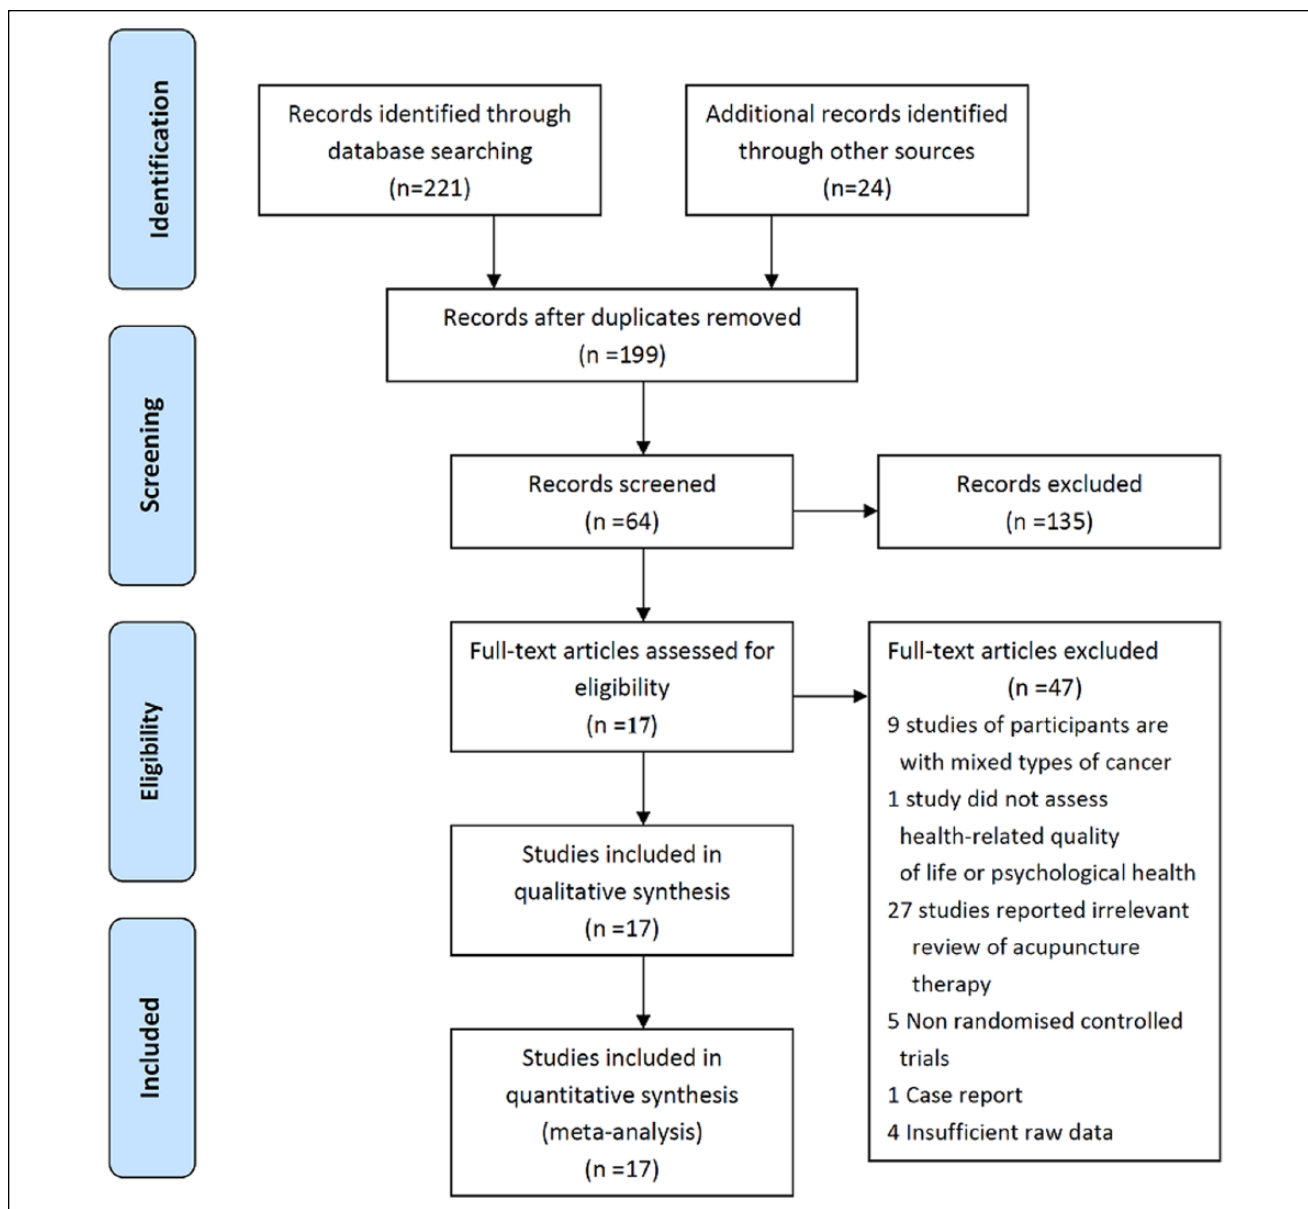 Identification
Records identified through
database searching
(n=221)
Additional records identified
through other sources
(n=24)
Records after duplicates removed
(n =199)
Screening
Records screened
(n =64)
Records excluded
(n =135)
Eligibility
Full-text articles assessed for
eligibility
(n =17)
Full-text articles excluded
(n =47)
9 studies of participants are
with mixed types of cancer
1 study did not assess
health-related quality
of life or psychological health
27 studies reported irrelevant
review of acupuncture
therapy
5 Non randomised controlled
trials
1 Case report
4 Insufficient raw data
Studies included in
qualitative synthesis
(n =17)
Included
Studies included in
quantitative synthesis
(meta-analysis)
(n =17)